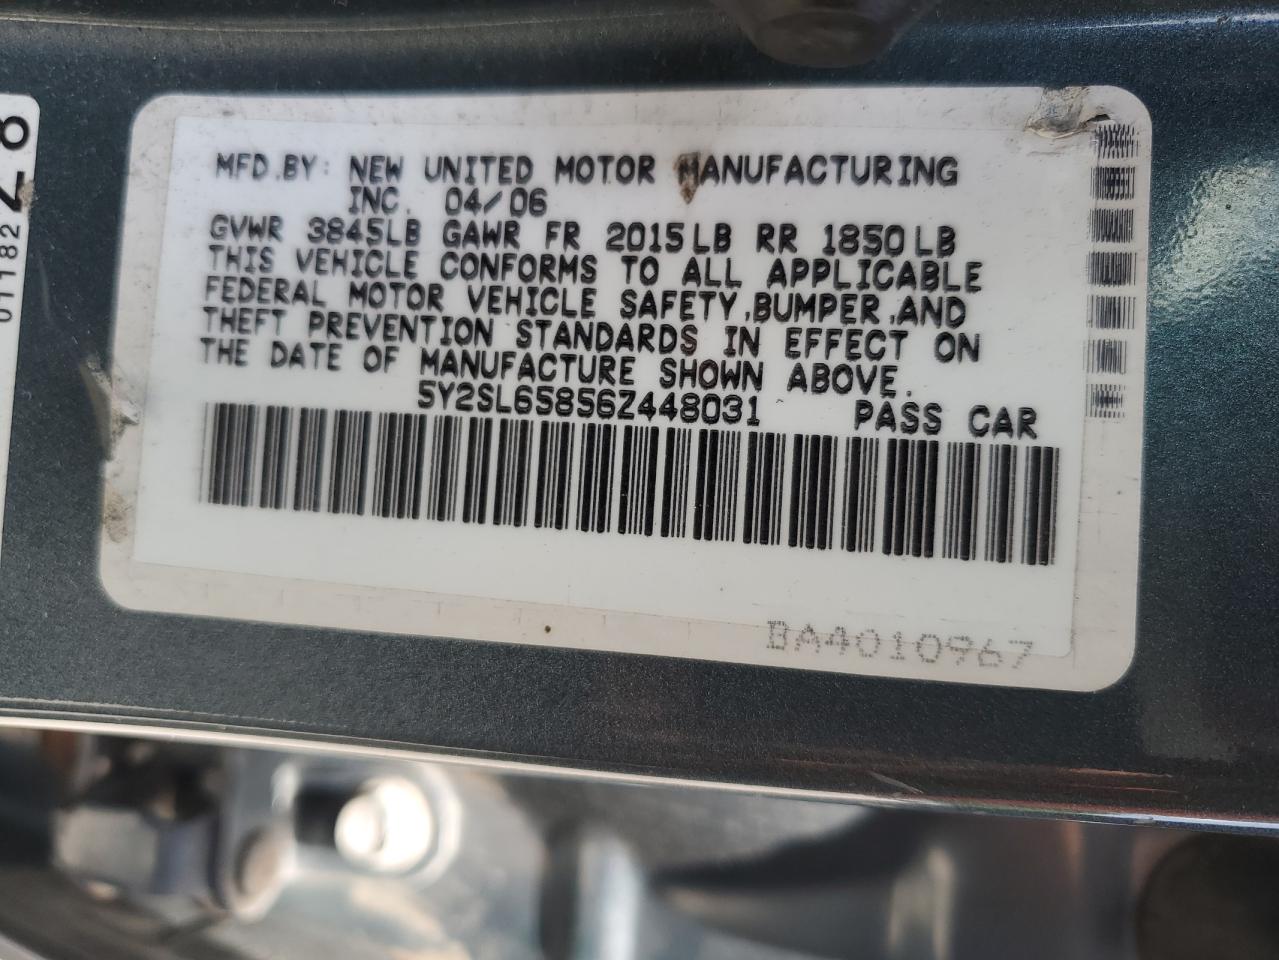 MFD.BY: NEW UNITED MOTOR MANUFACTURING
INC. 04/06
GVWR 3845LB GAWR FR 2015LB RR 1850LB
THIS VEHICLE CONFORMS TO ALL APPLICABLE
FEDERAL MOTOR VEHICLE SAFETY,BUMPER,AND
THEFT PREVENTION STANDARDS IN EFFECT ON
THE DATE OF MANUFACTURE SHOWN ABOVE.
5Y2SL65856Z448031 PASS CAR
BA4010967
Z8
01182